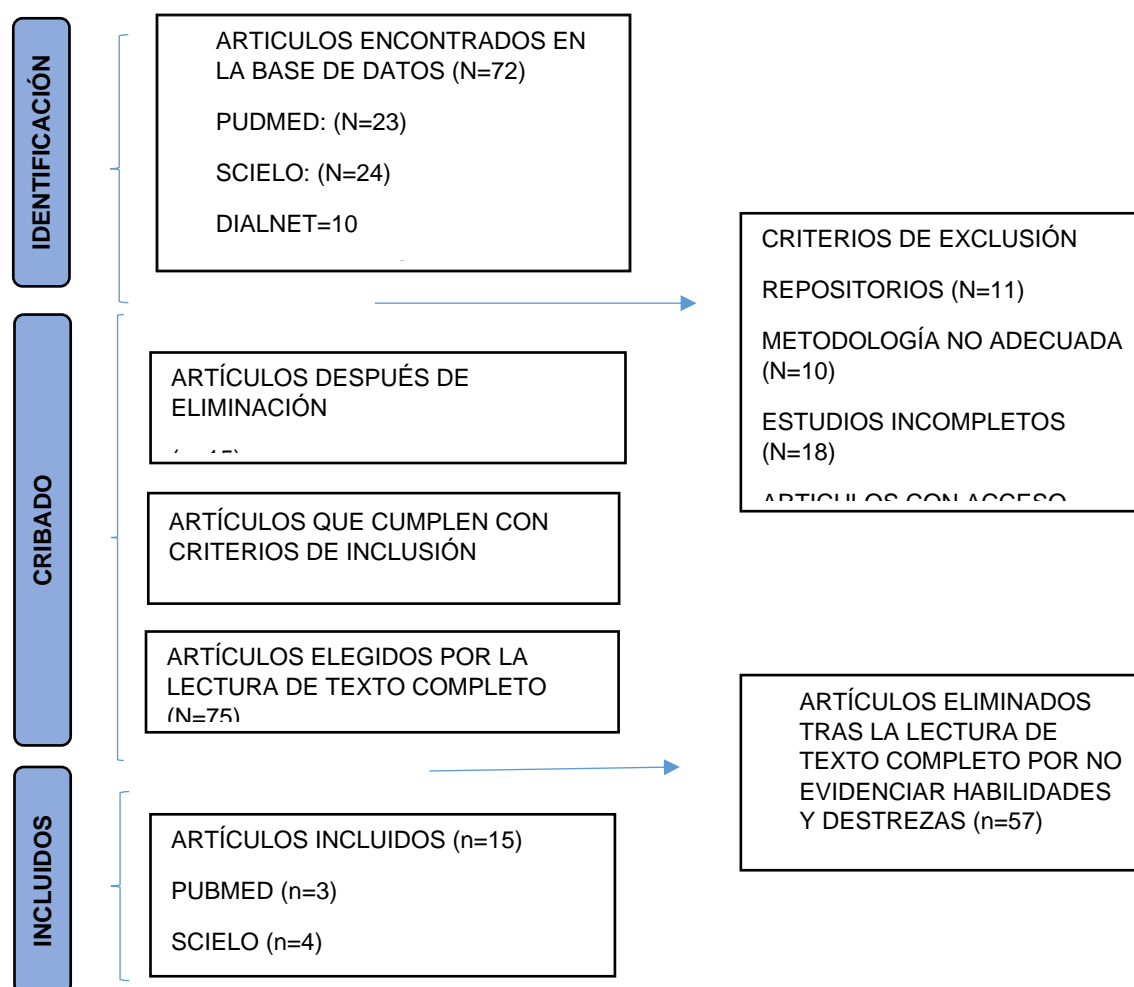 IDENTIFICACIÓN
ARTICULOS ENCONTRADOS EN
LA BASE DE DATOS (N=72)
PUDMED: (N=23)
SCIELO: (N=24)
DIALNET=10
CRITERIOS DE EXCLUSIÓN
REPOSITORIOS (N=11)
METODOLOGÍA NO ADECUADA
(N=10)
ESTUDIOS INCOMPLETOS
(N=18)
ARTICULOS CON ACCESO
CRIBADO
ARTÍCULOS DESPUÉS DE
ELIMINACIÓN
ARTÍCULOS QUE CUMPLEN CON
CRITERIOS DE INCLUSIÓN
ARTÍCULOS ELEGIDOS POR LA
LECTURA DE TEXTO COMPLETO
(N=75)
ARTÍCULOS ELIMINADOS
TRAS LA LECTURA DE
TEXTO COMPLETO POR NO
EVIDENCIAR HABILIDADES
Y DESTREZAS (n=57)
INCLUIDOS
ARTÍCULOS INCLUIDOS (n=15)
PUBMED (n=3)
SCIELO (n=4)